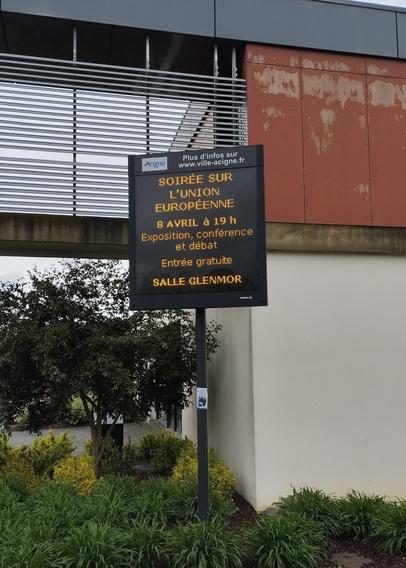 Acigné
Plus d'infos sur
www.ville-acigne.fr
SOIRÉE SUR
L'UNION
EUROPÉENNE
8 AVRIL à 19 h
Exposition, conférence
et débat
Entrée gratuite
SALLE GLENMOR